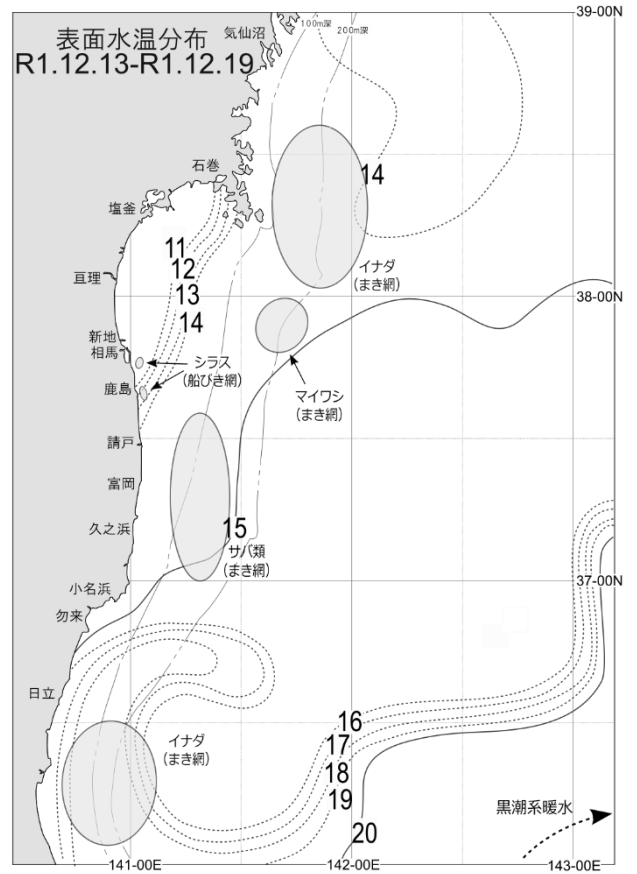 39-00N
表面水温分布
R1.12.13-R1.12.19
気仙沼
100m深
200m深
石巻
14
塩釜
11
12
13
14
イナダ
(まき網)
亘理
38-00N
新地
相馬
シラス
(船びき網)
鹿島
マイワシ
(まき網)
請戸
富岡
15
久之浜
サバ類
(まき網)
37-00N
小名浜
勿来
日立
イナダ
(まき網)
16
17
18
19
20
黒潮系暖水
141-00E
142-00E
143-00E